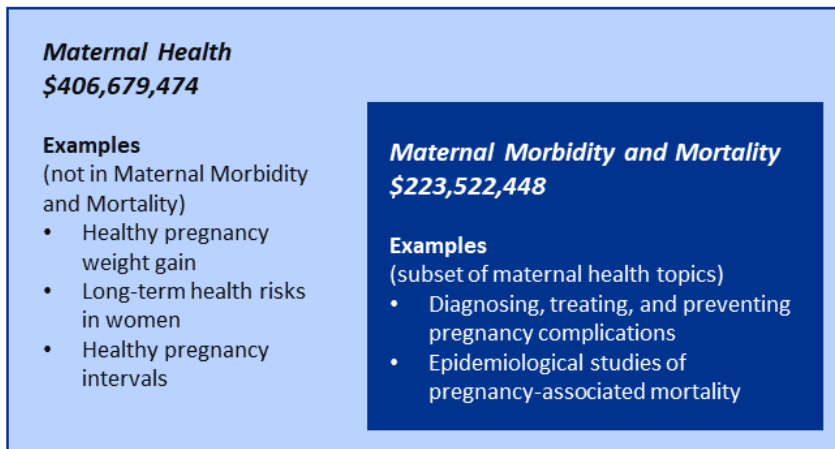 Maternal Health
$406,679,474
Examples
(not in Maternal Morbidity
and Mortality)
• Healthy pregnancy
weight gain
• Long-term health risks
in women
• Healthy pregnancy
intervals
Maternal Morbidity and Mortality
$223,522,448
Examples
(subset of maternal health topics)
• Diagnosing, treating, and preventing
pregnancy complications
• Epidemiological studies of
pregnancy-associated mortality